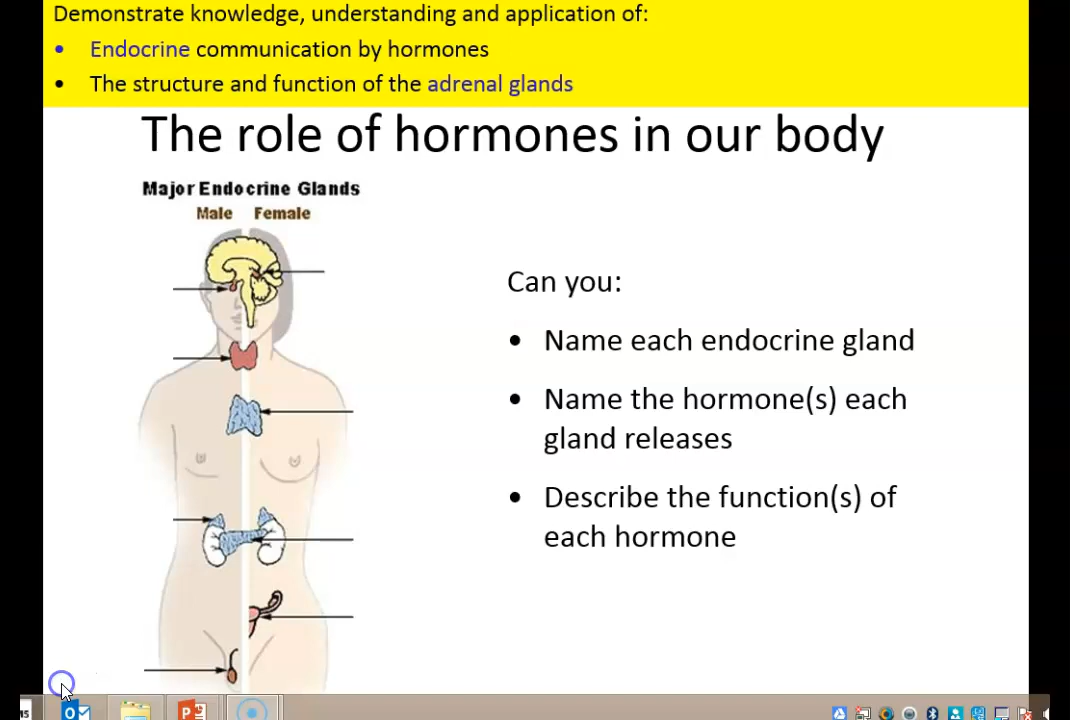 Demonstrate knowledge, understanding and application of:
• Endocrine communication by hormones
• The structure and function of the adrenal glands
The role of hormones in our body
Major Endocrine Glands
Male Female
Can you:
• Name each endocrine gland
• Name the hormone(s) each
gland releases
• Describe the function(s) of
each hormone